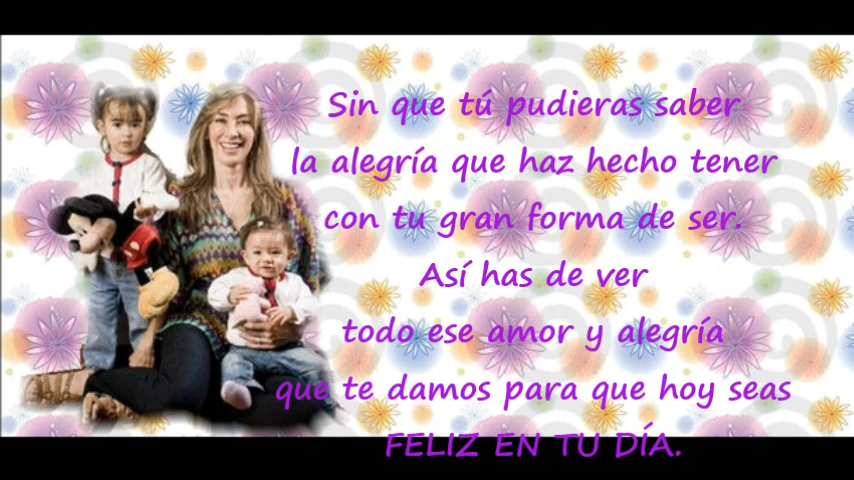 Sin que tú pudieras saber
la alegría que haz hecho tener
con tu gran forma de ser.
Así has de ver
todo ese amor y alegría
que te damos para que hoy seas
FELIZ EN TU DÍA.